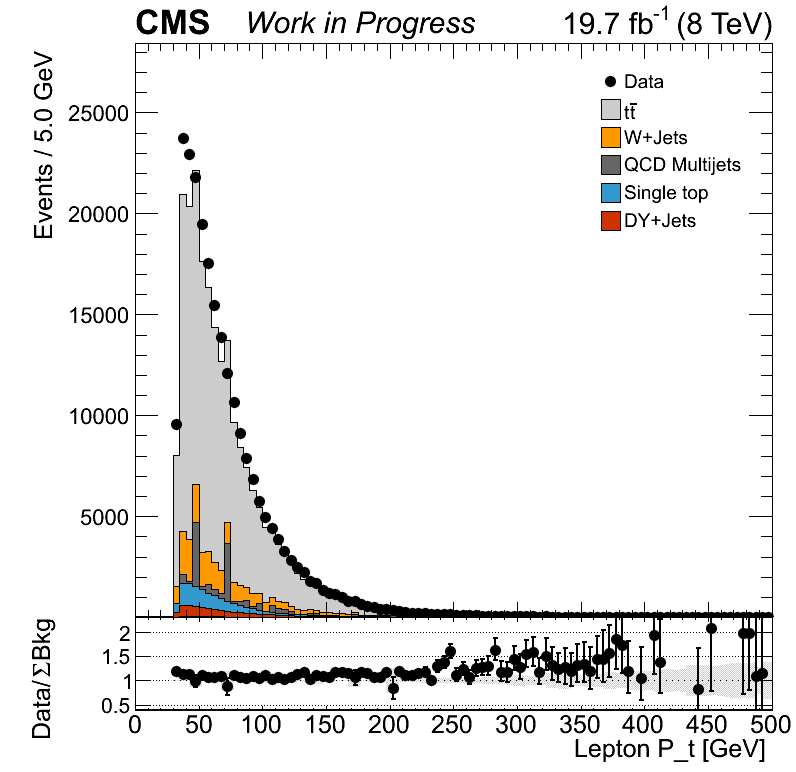 CMS Work in Progress 19.7 fb⁻¹ (8 TeV)
Events / 5.0 GeV
25000
20000
15000
10000
5000
Data
tt̄
W+Jets
QCD Multijets
Single top
DY+Jets
Data/ ΣBkg
2
1.5
1
0.5
0 50 100 150 200 250 300 350 400 450 500
Lepton P_t [GeV]